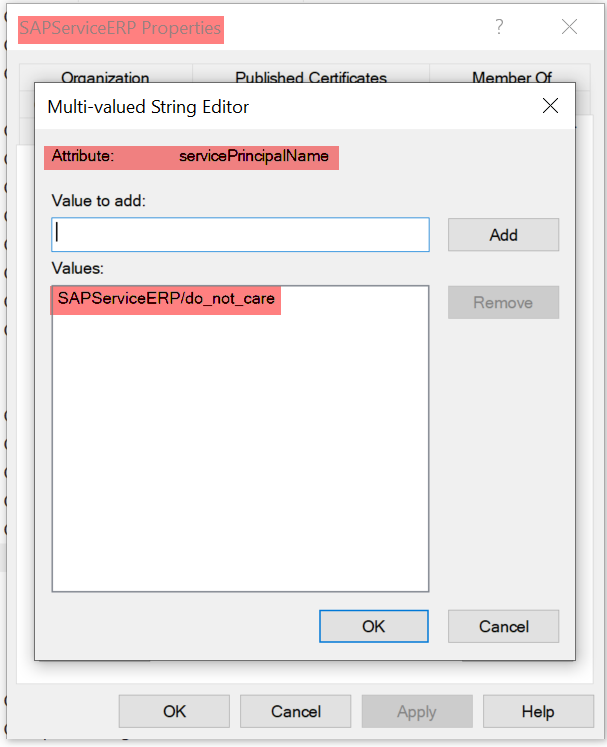 SAPServiceERP Properties
Organization Published Certificates Member Of
Multi-valued String Editor
Attribute: servicePrincipalName
Value to add:
Add
Values:
SAPServiceERP/do_not_care
Remove
OK Cancel
OK Cancel Apply Help